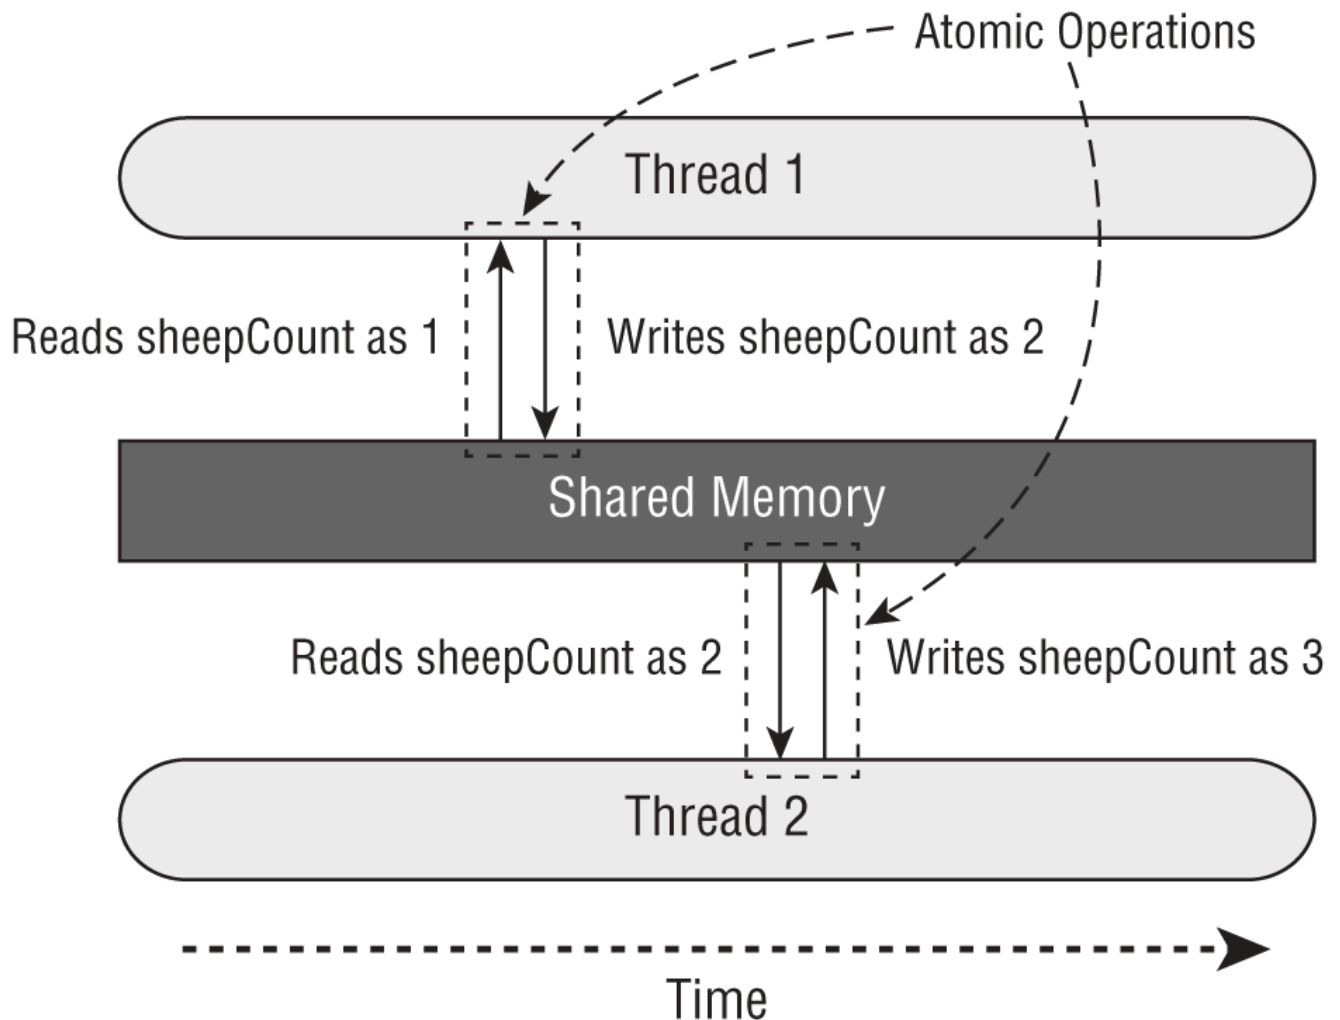 Atomic Operations
Thread 1
Reads sheepCount as 1
Writes sheepCount as 2
Shared Memory
Reads sheepCount as 2
Writes sheepCount as 3
Thread 2
Time